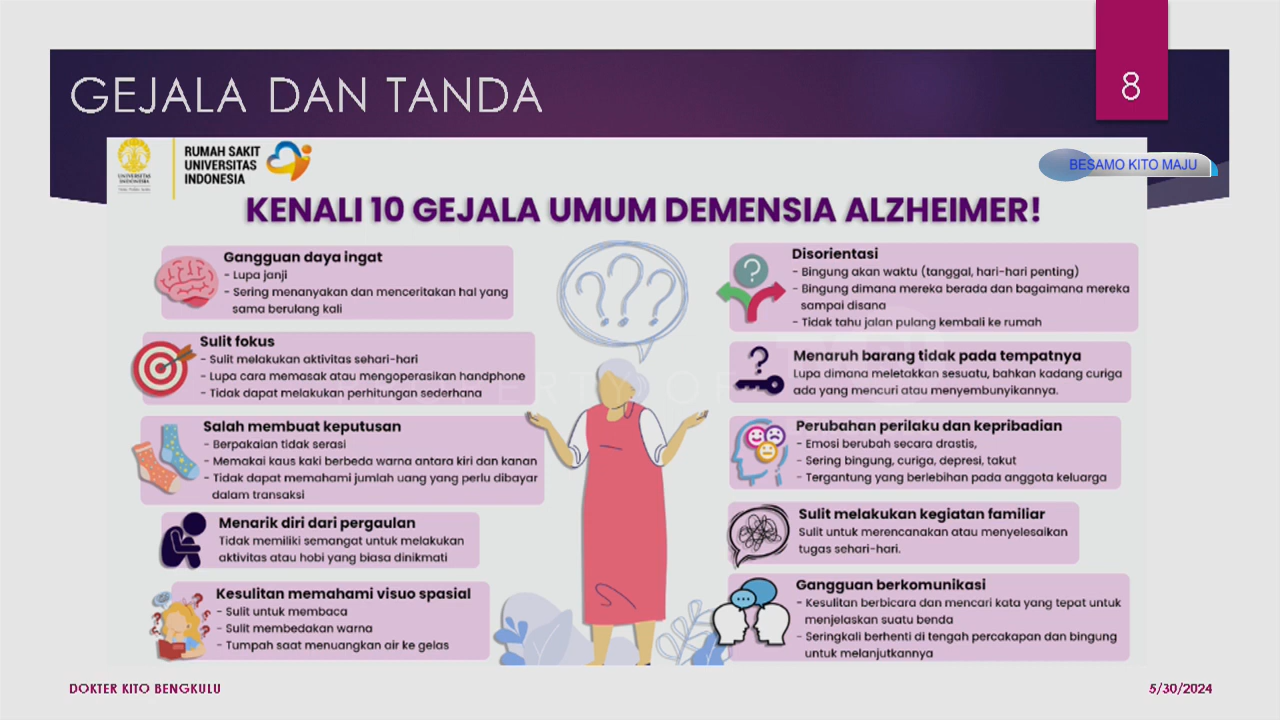 GEJALA DAN TANDA
8
UNIVERSITAS
INDONESIA
RUMAH SAKIT
UNIVERSITAS
INDONESIA
BESAMO KITO MAJU
KENALI 10 GEJALA UMUM DEMENSIA ALZHEIMER!
Gangguan daya ingat
- Lupa janji
- Sering menanyakan dan menceritakan hal yang
sama berulang kali
Sulit fokus
- Sulit melakukan aktivitas sehari-hari
- Lupa cara memasak atau mengoperasikan handphone
- Tidak dapat melakukan perhitungan sederhana
Salah membuat keputusan
- Berpakaian tidak serasi
- Memakai kaus kaki berbeda warna antara kiri dan kanan
- Tidak dapat memahami jumlah uang yang perlu dibayar
dalam transaksi
Menarik diri dari pergaulan
Tidak memiliki semangat untuk melakukan
aktivitas atau hobi yang biasa dinikmati
Kesulitan memahami visuo spasial
- Sulit untuk membaca
- Sulit membedakan warna
- Tumpah saat menuangkan air ke gelas
???
Disorientasi
- Bingung akan waktu (tanggal, hari-hari penting)
- Bingung dimana mereka berada dan bagaimana mereka
sampai disana
- Tidak tahu jalan pulang kembali ke rumah
Menaruh barang tidak pada tempatnya
Lupa dimana meletakkan sesuatu, bahkan kadang curiga
ada yang mencuri atau menyembunyikannya.
Perubahan perilaku dan kepribadian
- Emosi berubah secara drastis,
- Sering bingung, curiga, depresi, takut
- Tergantung yang berlebihan pada anggota keluarga
Sulit melakukan kegiatan familiar
Sulit untuk merencanakan atau menyelesaikan
tugas sehari-hari.
Gangguan berkomunikasi
- Kesulitan berbicara dan mencari kata yang tepat untuk
menjelaskan suatu benda
- Seringkali berhenti di tengah percakapan dan bingung
untuk melanjutkannya
DOKTER KITO BENGKULU
5/30/2024